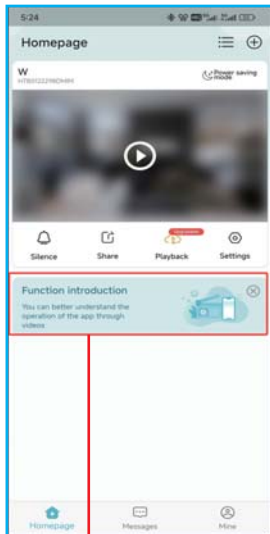 5:24
Homepage
W
Power saving
mode
Silence
Share
Playback
Settings
Function introduction
You can better understand the
operation of the app through
videos
Homepage
Messages
Mine